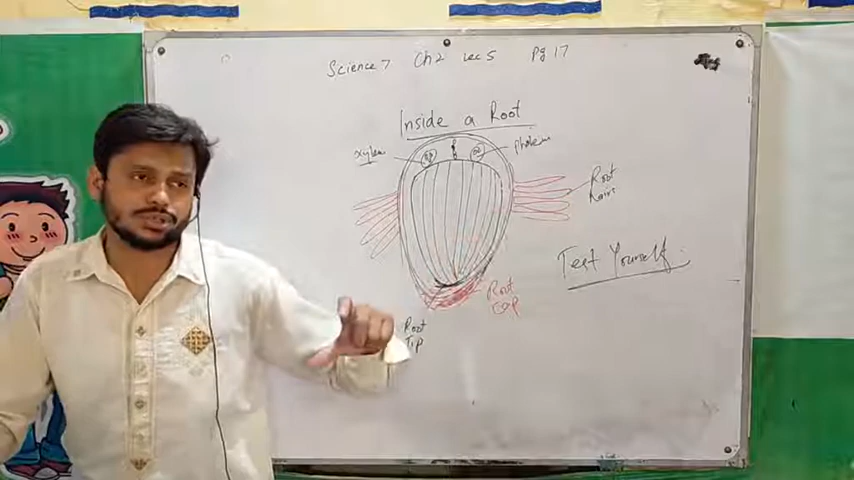 Science 7 Ch 2 Lec 5 Pg 17
Inside a Root
xylem
phloem
Root
Hairs
Test Yourself
Root
Cap
Root
Tip